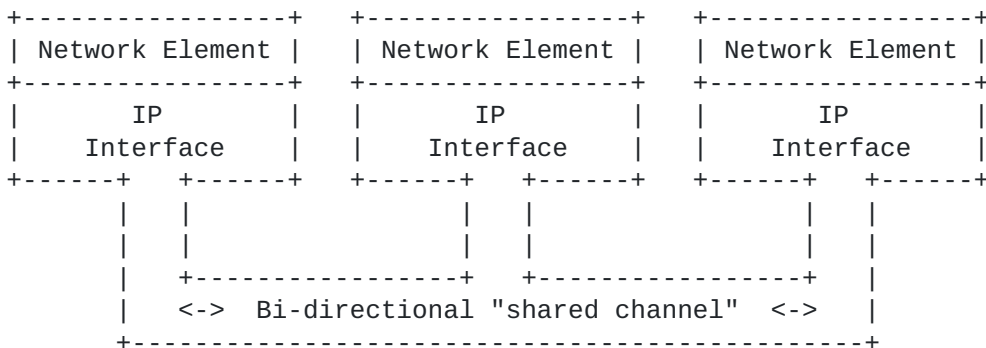 Network Element Network Element Network Element
IP IP IP
Interface Interface Interface
<-> Bi-directional "shared channel" <->